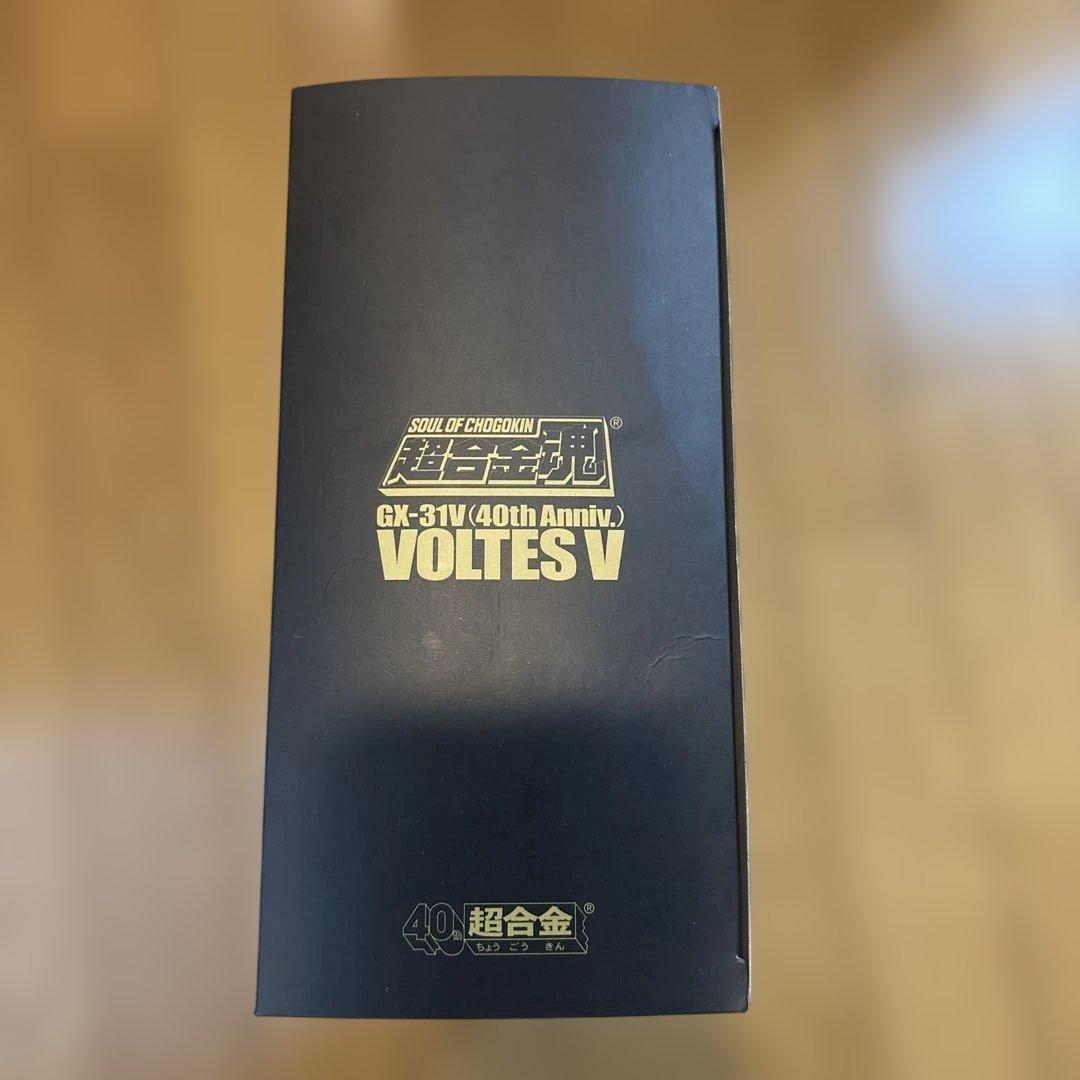 SOUL OF CHOGOKIN
超合金魂®
GX-31V(40th Anniv.)
VOLTES V
40th 超合金®
ちょう ごう きん